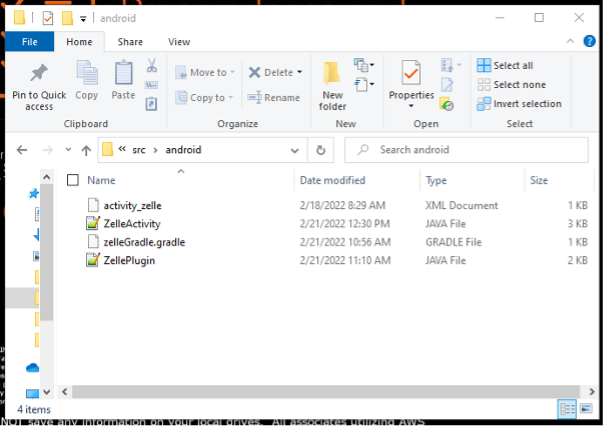 android
File Home Share View
Pin to Quick access
Copy
Paste
Move to
Copy to
Delete
Rename
New folder
Properties
Select all
Select none
Invert selection
Clipboard Organize New Open Select
« src > android
Search android
Name Date modified Type Size
activity_zelle 2/18/2022 8:29 AM XML Document 1 KB
ZelleActivity 2/21/2022 12:30 PM JAVA File 3 KB
zelleGradle.gradle 2/21/2022 10:56 AM GRADLE File 1 KB
ZellePlugin 2/21/2022 11:10 AM JAVA File 2 KB
4 items
NOT save any information on your local drives. All associates utilizing AWS